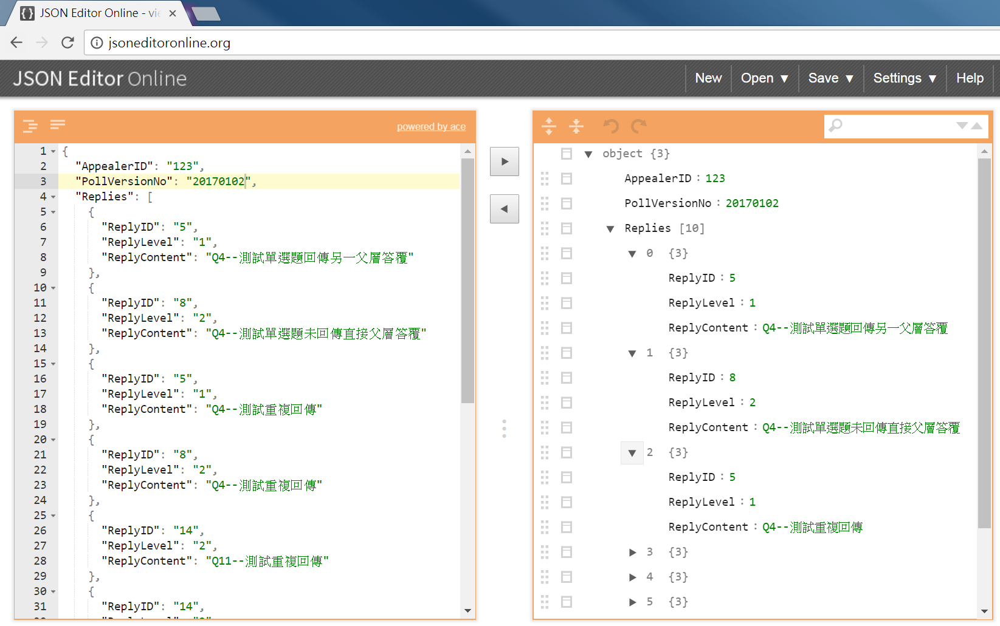 JSON Editor Online - vie
jsoneditoronline.org
JSON Editor Online
New
Open ▼
Save ▼
Settings ▼
Help
powered by ace
1 {
2 "AppealerID": "123",
3 "PollVersionNo": "20170102",
4 "Replies": [
5 {
6 "ReplyID": "5",
7 "ReplyLevel": "1",
8 "ReplyContent": "Q4--測試單選題回傳另一父層答覆"
9 },
10 {
11 "ReplyID": "8",
12 "ReplyLevel": "2",
13 "ReplyContent": "Q4--測試單選題未回傳直接父層答覆"
14 },
15 {
16 "ReplyID": "5",
17 "ReplyLevel": "1",
18 "ReplyContent": "Q4--測試重複回傳"
19 },
20 {
21 "ReplyID": "8",
22 "ReplyLevel": "2",
23 "ReplyContent": "Q4--測試重複回傳"
24 },
25 {
26 "ReplyID": "14",
27 "ReplyLevel": "2",
28 "ReplyContent": "Q11--測試重複回傳"
29 },
30 {
31 "ReplyID": "14",
object {3}
AppealerID : 123
PollVersionNo : 20170102
Replies [10]
0 {3}
ReplyID : 5
ReplyLevel : 1
ReplyContent : Q4--測試單選題回傳另一父層答覆
1 {3}
ReplyID : 8
ReplyLevel : 2
ReplyContent : Q4--測試單選題未回傳直接父層答覆
2 {3}
ReplyID : 5
ReplyLevel : 1
ReplyContent : Q4--測試重複回傳
3 {3}
4 {3}
5 {3}